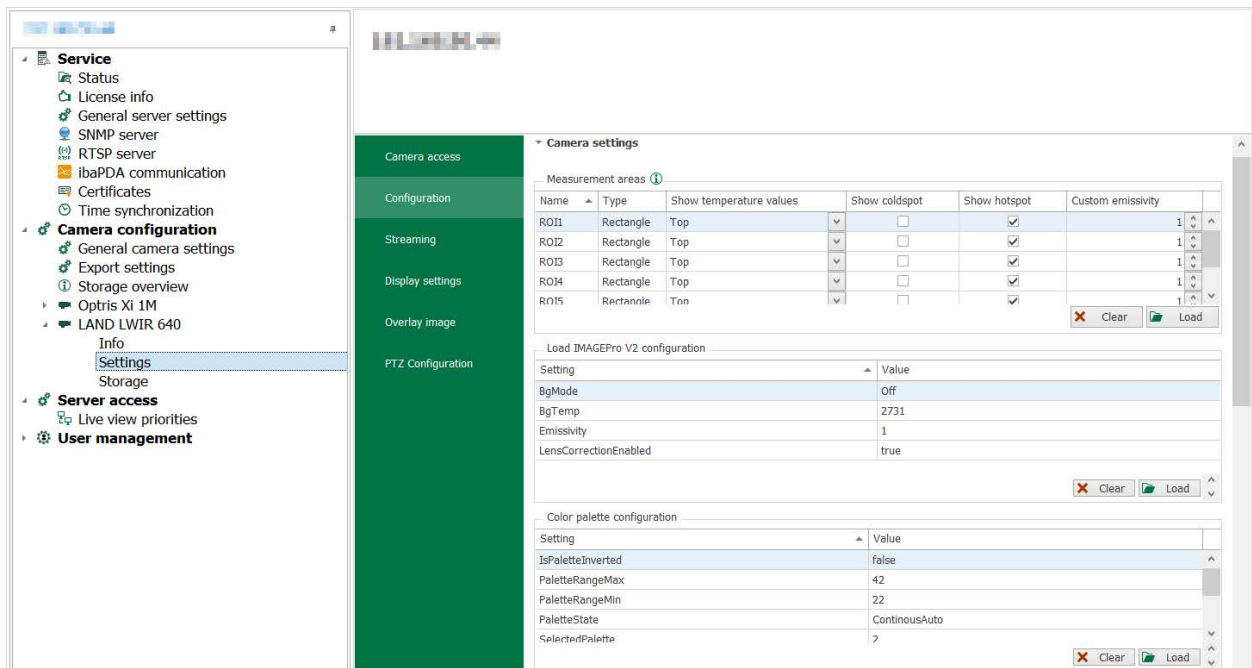 Service
Status
License info
General server settings
SNMP server
RTSP server
ibaPDA communication
Certificates
Time synchronization
Camera configuration
General camera settings
Export settings
Storage overview
Optris Xi 1M
LAND LWIR 640
Info
Settings
Storage
Server access
Live view priorities
User management
Camera access
Configuration
Streaming
Display settings
Overlay image
PTZ Configuration
Camera settings
Measurement areas
Name Type Show temperature values Show coldspot Show hotspot Custom emissivity
ROI1 Rectangle Top 1
ROI2 Rectangle Top 1
ROI3 Rectangle Top 1
ROI4 Rectangle Top 1
ROI5 Rectangle Top 1
Clear Load
Load IMAGEPro V2 configuration
Setting Value
BgMode Off
BgTemp 2731
Emissivity 1
LensCorrectionEnabled true
Clear Load
Color palette configuration
Setting Value
IsPaletteInverted false
PaletteRangeMax 42
PaletteRangeMin 22
PaletteState ContinousAuto
SelectedPalette 2
Clear Load